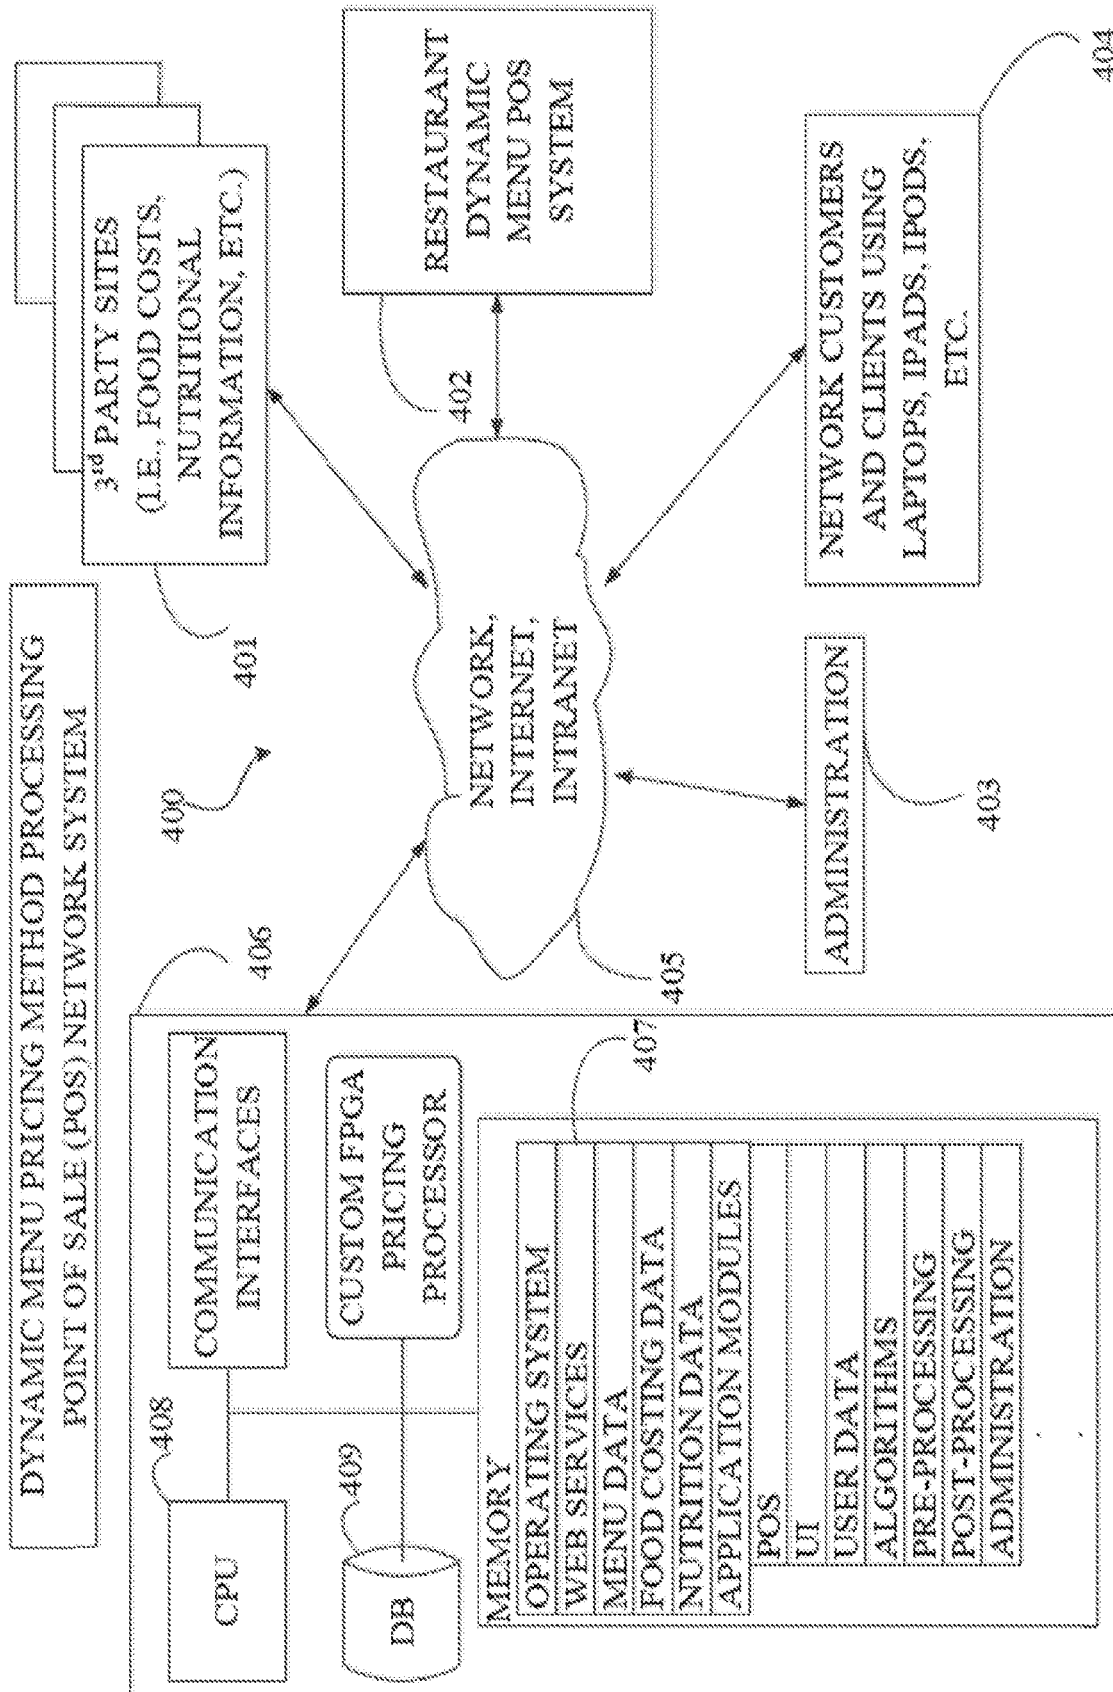 DYNAMIC MENU PRICING METHOD PROCESSING
POINT OF SALE (POS) NETWORK SYSTEM
400
406
CPU
408
COMMUNICATION
INTERFACES
DB
409
CUSTOM FPGA
PRICING
PROCESSOR
MEMORY
407
OPERATING SYSTEM
WEB SERVICES
MENU DATA
FOOD COSTING DATA
NUTRITION DATA
APPLICATION MODULES
POS
UI
USER DATA
ALGORITHMS
PRE-PROCESSING
POST-PROCESSING
ADMINISTRATION
NETWORK,
INTERNET,
INTRANET
405
401
3rd PARTY SITES
(I.E., FOOD COSTS,
NUTRITIONAL
INFORMATION, ETC.)
402
RESTAURANT
DYNAMIC
MENU POS
SYSTEM
ADMINISTRATION
403
NETWORK CUSTOMERS
AND CLIENTS USING
LAPTOPS, IPADS, IPODS,
ETC.
404